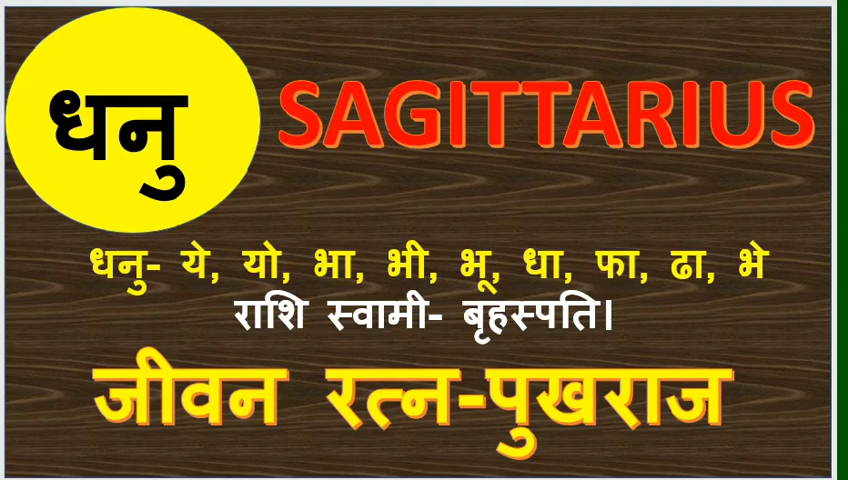 धनु
SAGITTARIUS
धनु- ये, यो, भा, भी, भू, धा, फा, ढा, भे
राशि स्वामी- बृहस्पति।
जीवन रत्न-पुखराज